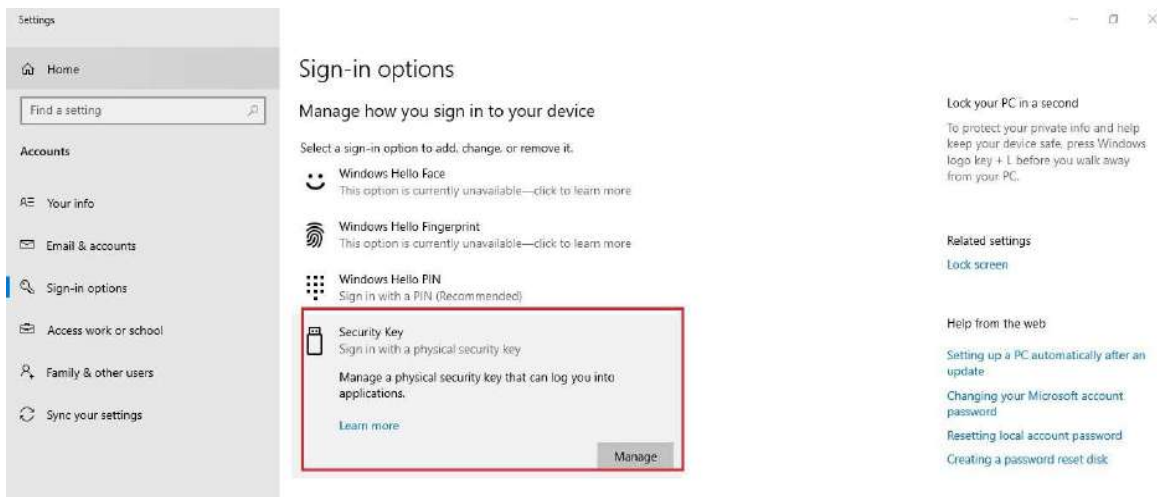 Settings
Home
Find a setting
Accounts
Your info
Email & accounts
Sign-in options
Access work or school
Family & other users
Sync your settings
Sign-in options
Manage how you sign in to your device
Select a sign-in option to add, change, or remove it.
Windows Hello Face
This option is currently unavailable—click to learn more
Windows Hello Fingerprint
This option is currently unavailable—click to learn more
Windows Hello PIN
Sign in with a PIN (Recommended)
Security Key
Sign in with a physical security key
Manage a physical security key that can log you into
applications.
Learn more
Manage
Lock your PC in a second
To protect your private info and help
keep your device safe, press Windows
logo key + L before you walk away
from your PC.
Related settings
Lock screen
Help from the web
Setting up a PC automatically after an
update
Changing your Microsoft account
password
Resetting local account password
Creating a password reset disk